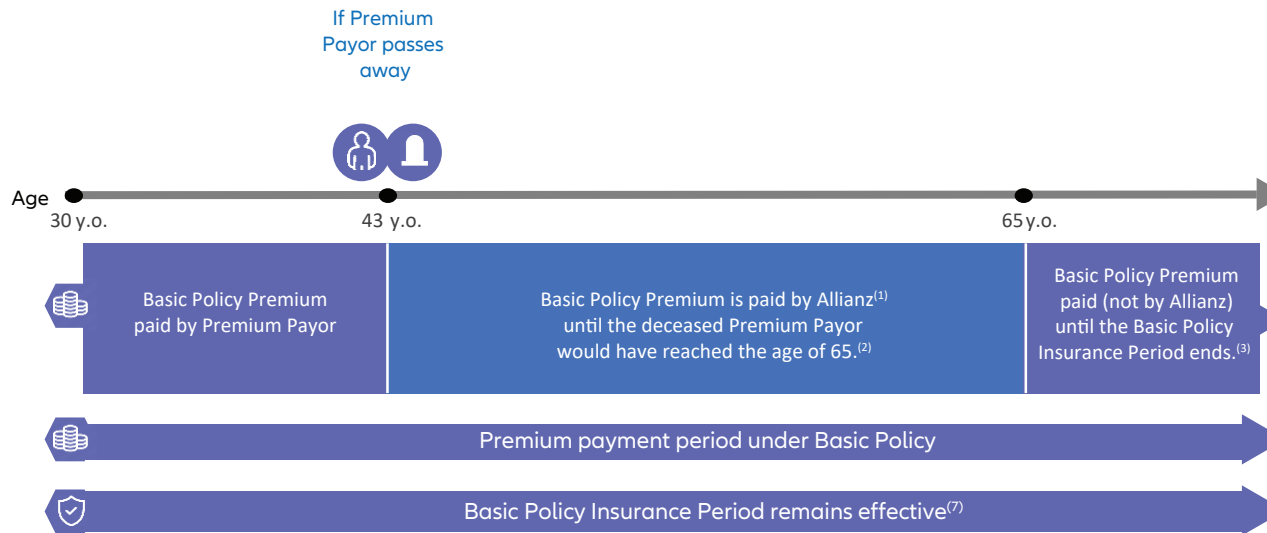 If Premium
Payor passes
away
Age
30 y.o.
43 y.o.
65 y.o.
Basic Policy Premium
paid by Premium Payor
Basic Policy Premium is paid by Allianz(1)
until the deceased Premium Payor
would have reached the age of 65.(2)
Basic Policy Premium
paid (not by Allianz)
until the Basic Policy
Insurance Period ends.(3)
Premium payment period under Basic Policy
Basic Policy Insurance Period remains effective(7)